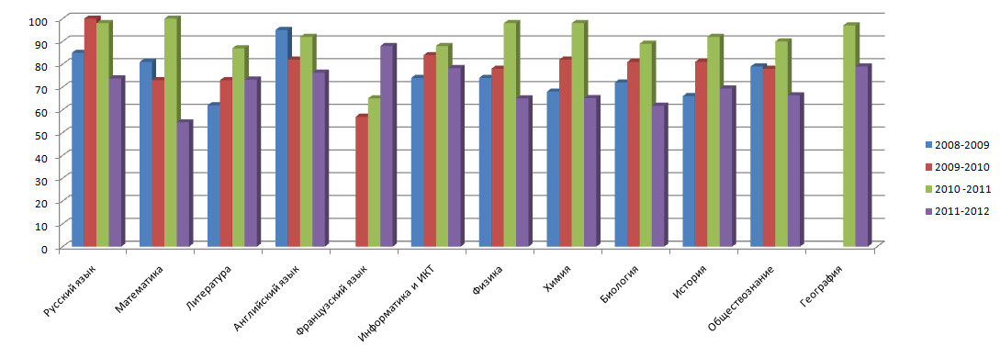 100
90
80
70
60
50
40
30
20
10
0
Русский язык
Математика
Литература
Английский язык
Французский язык
Информатика и ИКТ
Физика
Химия
Биология
История
Обществознание
География
2008-2009
2009-2010
2010-2011
2011-2012